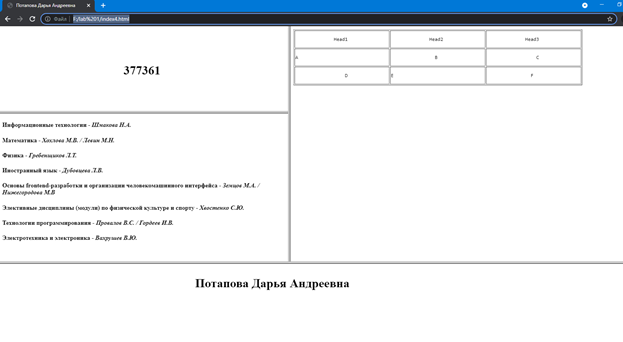 Потапова Дарья Андреевна
Файл
E:/lab%201/index4.html
377361
Head1 Head2 Head3
A B C
D E F
Информационные технологии - Шмакова Н.А.
Математика - Хохлова М.В. / Левин М.Н.
Физика - Гребенщиков Л.Т.
Иностранный язык - Дубовцева Л.В.
Основы frontend-разработки и организации человекомашинного интерфейса - Земцов М.А. /
Нижегородова М.В
Элективные дисциплины (модули) по физической культуре и спорту - Хвостенко С.Ю.
Технологии программирования - Провалов В.С. / Гордеев И.В.
Электротехника и электроника - Вахрушев В.Ю.
Потапова Дарья Андреевна